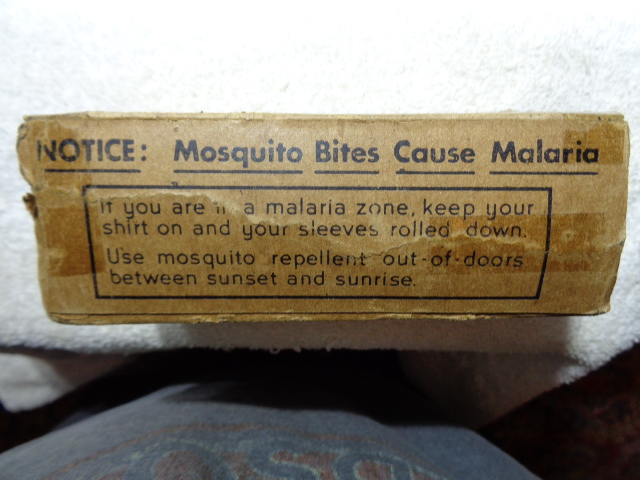 NOTICE: Mosquito Bites Cause Malaria
If you are in a malaria zone, keep your
shirt on and your sleeves rolled down.
Use mosquito repellent out-of-doors
between sunset and sunrise.